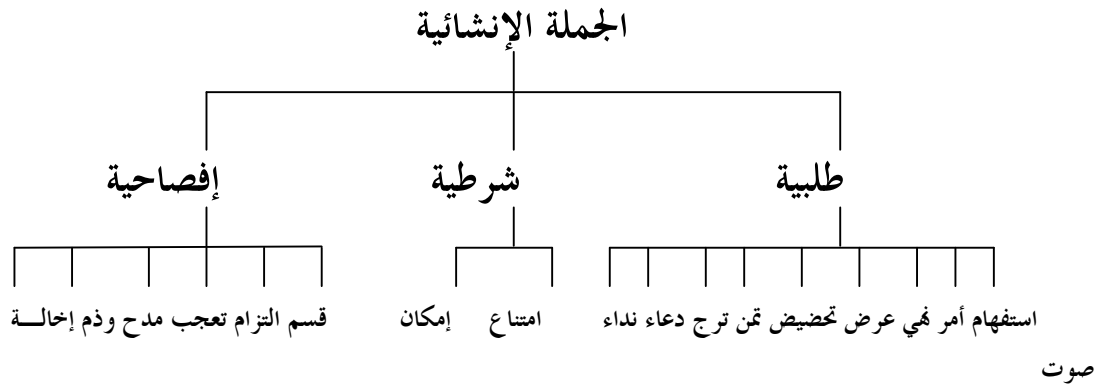 الجملة الإنشائية
طلبية شرطية إفصاحية
استفهام أمر نهي عرض تحضيض تمن ترج دعاء نداء امتناع إمكان قسم التزام تعجب مدح وذم إخالــة
صوت